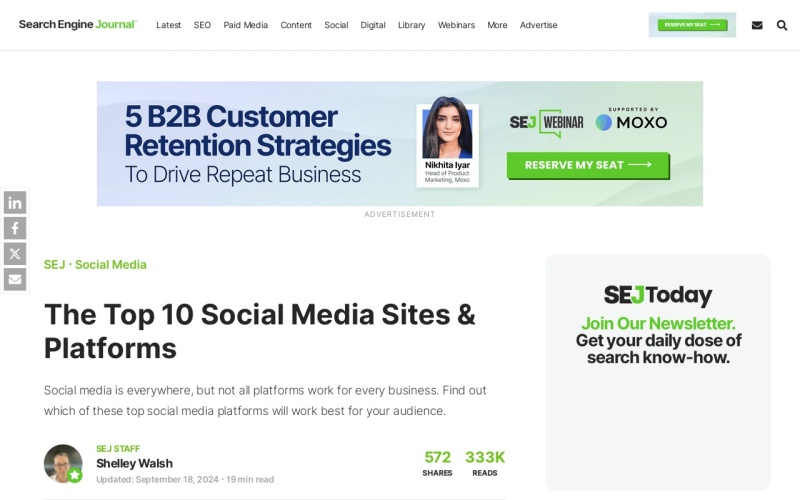 Search Engine Journal
Latest SEO Paid Media Content Social Digital Library Webinars More Advertise
RESERVE MY SEAT
5 B2B Customer
Retention Strategies
To Drive Repeat Business
Nikhita Iyar
Head of Product
Marketing, Moxo
SEJ WEBINAR
SUPPORTED BY
MOXO
RESERVE MY SEAT
ADVERTISEMENT
SEJ · Social Media
The Top 10 Social Media Sites &
Platforms
Social media is everywhere, but not all platforms work for every business. Find out
which of these top social media platforms will work best for your audience.
SEJ STAFF
Shelley Walsh
Updated: September 18, 2024 · 19 min read
572
SHARES
333K
READS
SEJToday
Join Our Newsletter.
Get your daily dose of
search know-how.